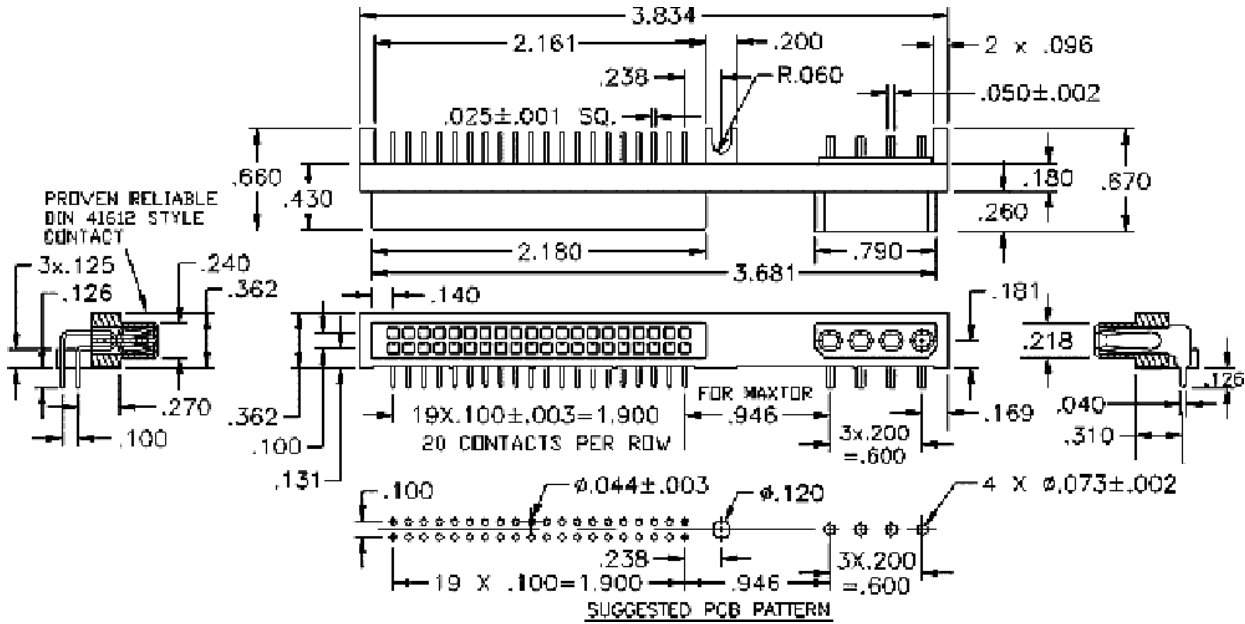 3.834
2.161
.200
2 x .096
.238
R.060
.050±.002
.025±.001 SQ.
.660
.430
.180
.670
.260
PROVEN RELIABLE
DIN 41612 STYLE
CONTACT
2.180
.790
3.681
3x.125
.240
.126
.362
.140
.181
.218
.126
.270
.100
.362
.100
.131
FOR MAXTOR
19X.100±.003=1.900
.946
20 CONTACTS PER ROW
3x.200
=.600
.169
.040
.310
.100
ø.044±.003
ø.120
4 X ø.073±.002
.238
19 X .100=1.900
.946
3X.200
=.600
SUGGESTED PCB PATTERN